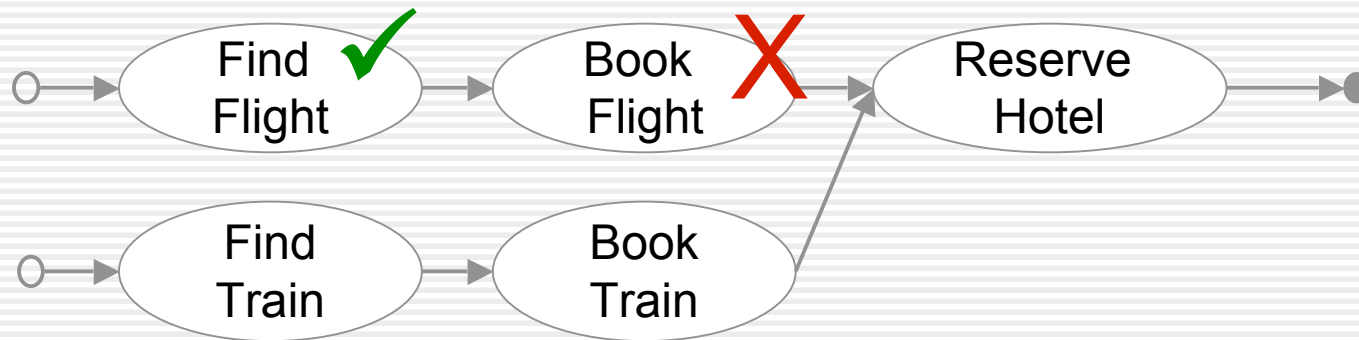 Find
Flight
Book
Flight
Reserve
Hotel
Find
Train
Book
Train